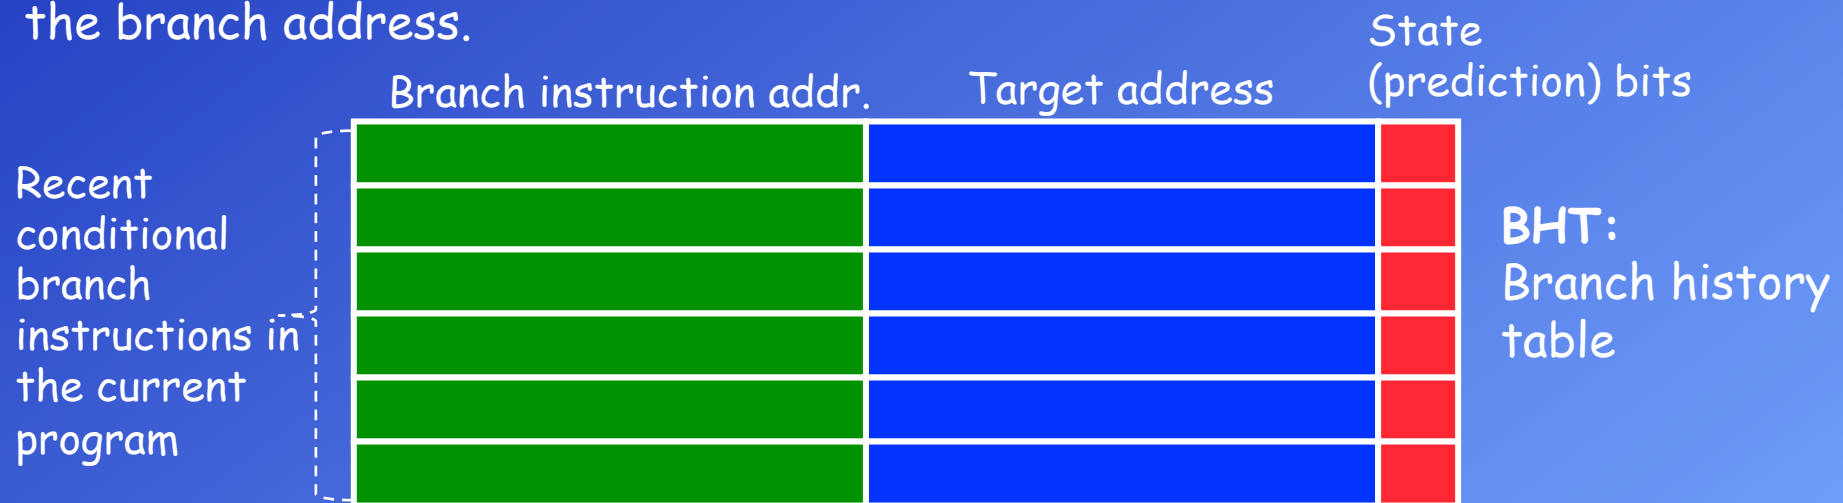 the branch address.
State
(prediction) bits
Branch instruction addr.
Target address
Recent
conditional
branch
instructions in
the current
program
BHT:
Branch history
table